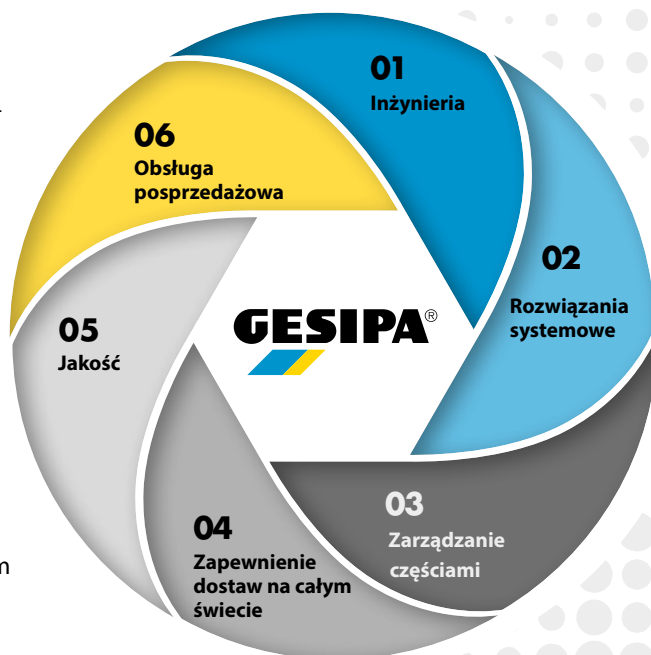 01
Inżynieria
02
Rozwiązania
systemowe
03
Zarządzanie
częściami
04
Zapewnienie
dostaw na całym
świecie
05
Jakość
06
Obsługa
posprzedażowa
GESIPA®